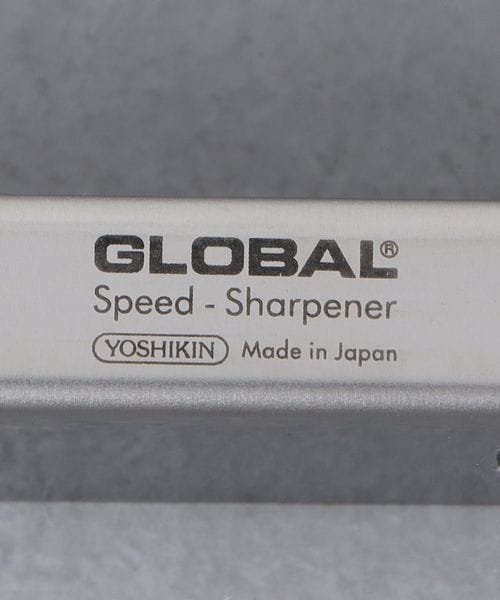 GLOBAL®
Speed - Sharpener
YOSHIKIN Made in Japan